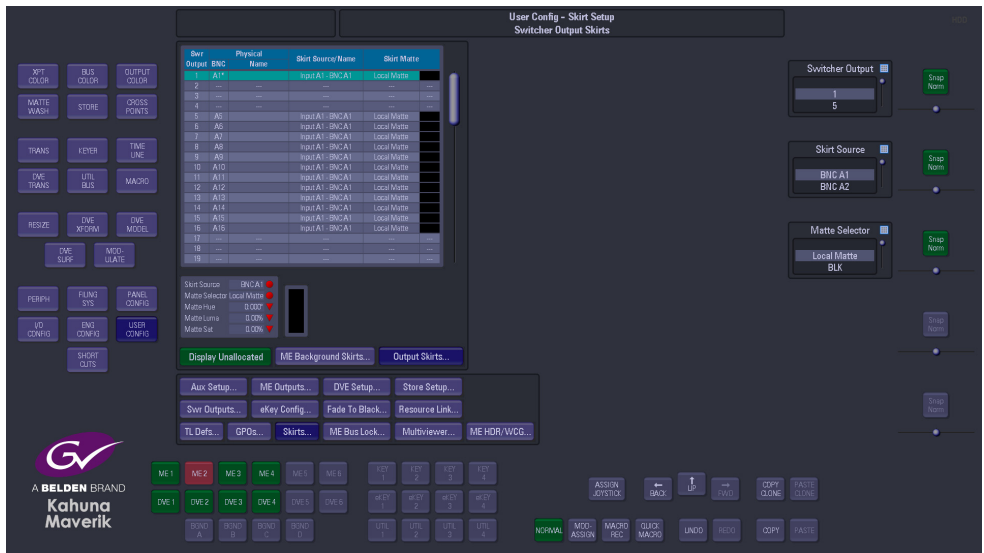 User Config - Skirt Setup
Switcher Output Skirts
HDD
XPT COLOR
BUS COLOR
OUTPUT COLOR
MATTE WASH
STORE
CROSS POINTS
TRANS
KEYER
TIME LINE
DVE TRANS
UTIL BUS
MACRO
RESIZE
DVE XFORM
DVE MODEL
DVE SURF
MOD- ULATE
PERIPH
FILING SYS
PANEL CONFIG
I/O CONFIG
ENG CONFIG
USER CONFIG
SHORT CUTS
Swr Output BNC Physical Name Skirt Source/Name Skirt Matte
1 A1* Input A1 - BNC A1 Local Matte
2 --- --- --- --- ---
3 --- --- --- --- ---
4 --- --- --- --- ---
5 A5 Input A1 - BNC A1 Local Matte
6 A6 Input A1 - BNC A1 Local Matte
7 A7 Input A1 - BNC A1 Local Matte
8 A8 Input A1 - BNC A1 Local Matte
9 A9 Input A1 - BNC A1 Local Matte
10 A10 Input A1 - BNC A1 Local Matte
11 A11 Input A1 - BNC A1 Local Matte
12 A12 Input A1 - BNC A1 Local Matte
13 A13 Input A1 - BNC A1 Local Matte
14 A14 Input A1 - BNC A1 Local Matte
15 A15 Input A1 - BNC A1 Local Matte
16 A16 Input A1 - BNC A1 Local Matte
17 --- --- --- --- ---
18 --- --- --- --- ---
19 --- --- --- --- ---
Skirt Source BNC A1
Matte Selector Local Matte
Matte Hue 0.000°
Matte Luma 0.00%
Matte Sat 0.00%
Display Unallocated
ME Background Skirts...
Output Skirts...
Aux Setup...
ME Outputs...
DVE Setup...
Store Setup...
Swr Outputs...
eKey Config...
Fade To Black...
Resource Link...
TL Defs...
GPOs...
Skirts...
ME Bus Lock...
Multiviewer...
ME HDR/WCG...
Switcher Output
1
5
Snap Norm
Skirt Source
BNC A1
BNC A2
Snap Norm
Matte Selector
Local Matte
BLK
Snap Norm
Snap Norm
Snap Norm
GV
A BELDEN BRAND
Kahuna
Maverik
ME 1
ME 2
ME 3
ME 4
ME 5
ME 6
KEY 1
KEY 2
KEY 3
KEY 4
DVE 1
DVE 2
DVE 3
DVE 4
DVE 5
DVE 6
eKEY 1
eKEY 2
eKEY 3
eKEY 4
BGND A
BGND B
BGND C
BGND D
UTIL 1
UTIL 2
UTIL 3
UTIL 4
ASSIGN JOYSTICK
BACK
UP
FWD
COPY CLONE
PASTE CLONE
NORMAL
MOD- ASSIGN
MACRO REC
QUICK MACRO
UNDO
REDO
COPY
PASTE